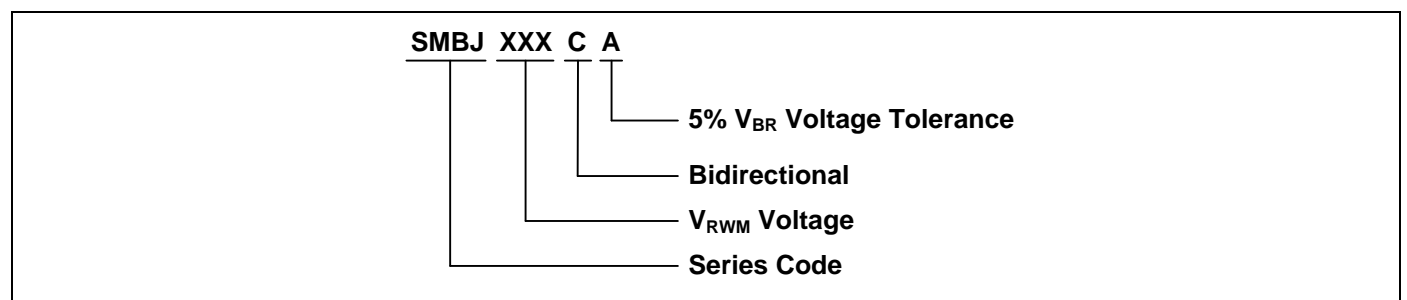 SMBJ XXX C A
5% VBR Voltage Tolerance
Bidirectional
VRWM Voltage
Series Code